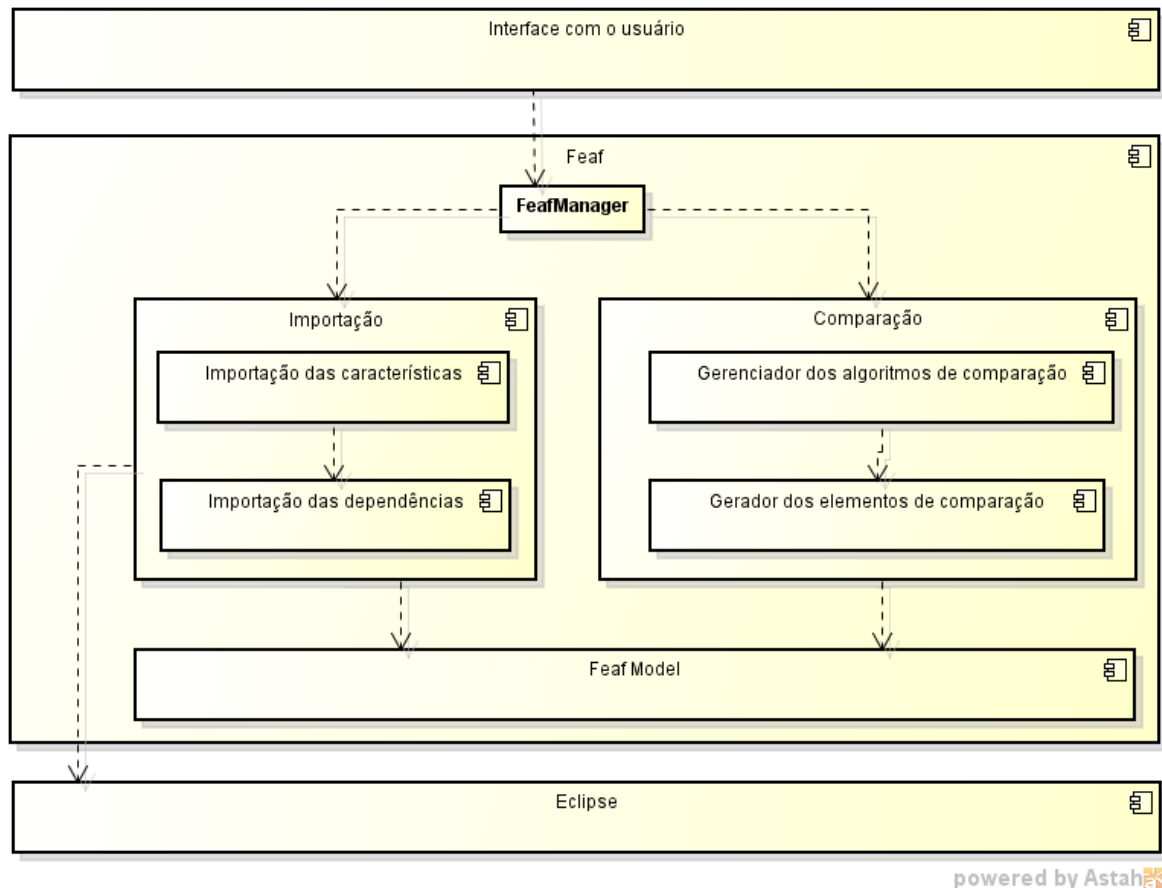 Interface com o usuário
Feaf
FeafManager
Importação
Importação das características
Importação das dependências
Comparação
Gerenciador dos algoritmos de comparação
Gerador dos elementos de comparação
Feaf Model
Eclipse
powered by Astah